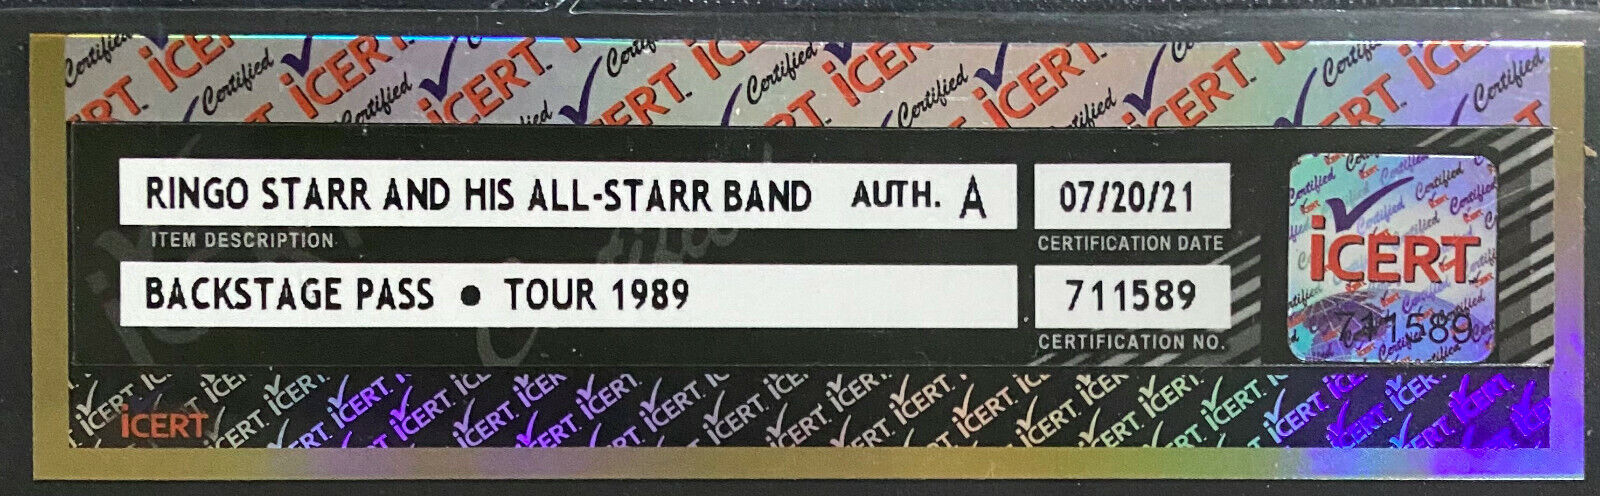 RINGO STARR AND HIS ALL-STARR BAND AUTH. A
07/20/21
ITEM DESCRIPTION
CERTIFICATION DATE
BACKSTAGE PASS • TOUR 1989
711589
CERTIFICATION NO.
iCERT
711589
iCERT